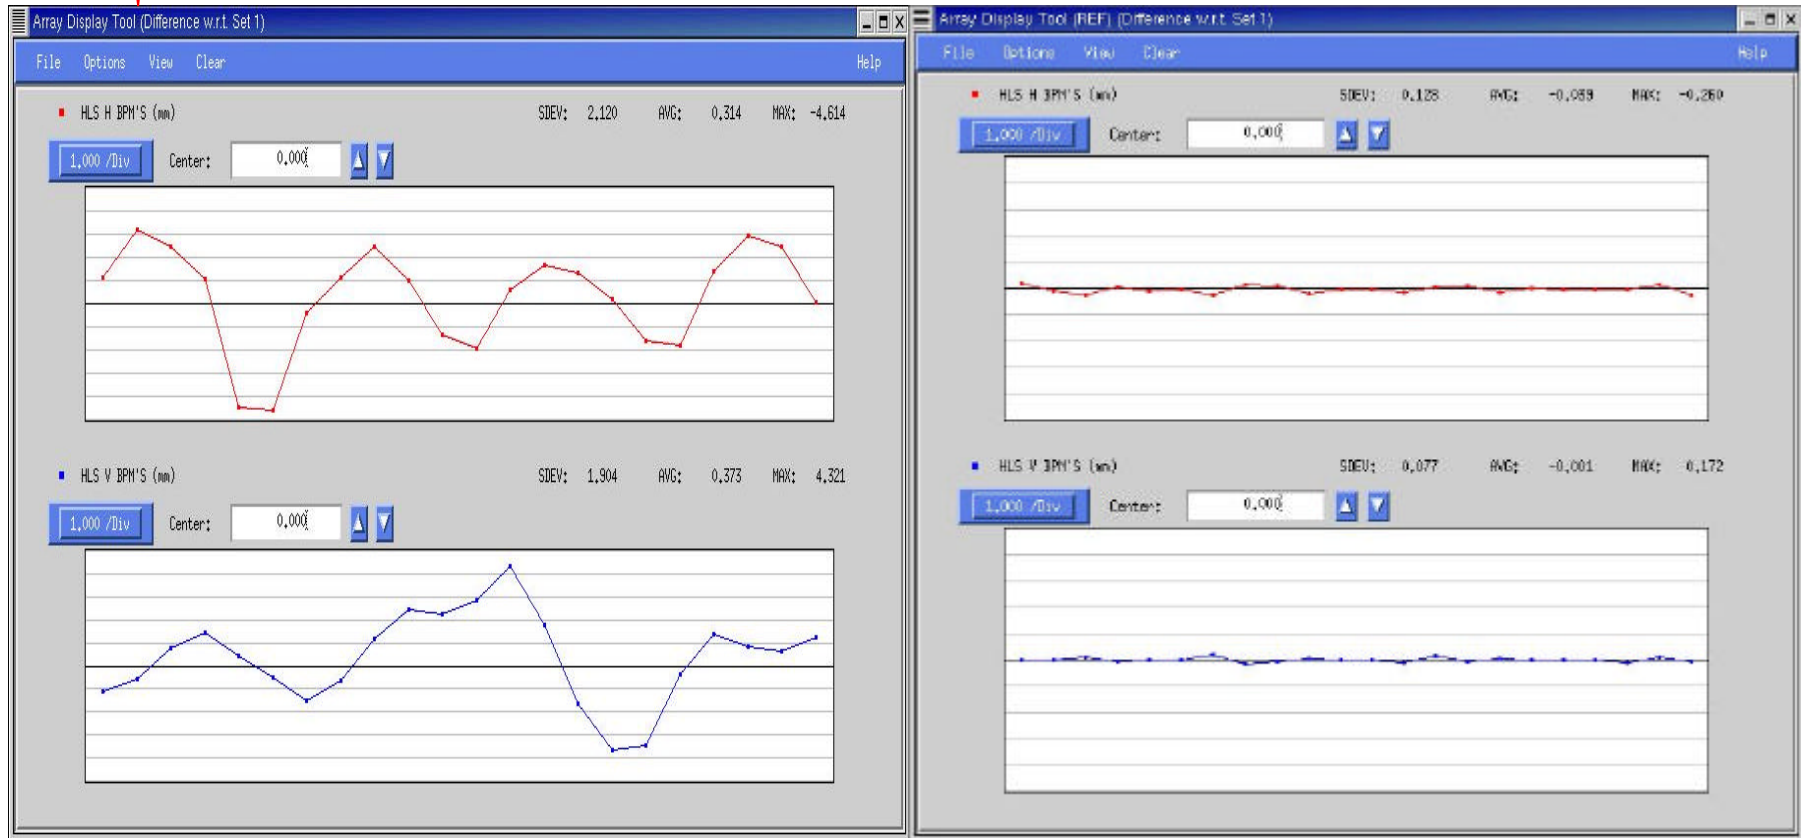 Array Display Tool (Difference w.r.t. Set 1)
File Options View Clear Help
HLS H BPM'S (mm) SDEV: 2.120 AVG: 0.314 MAX: -4.614
1.000 /Div Center: 0.000
HLS V BPM'S (mm) SDEV: 1.904 AVG: 0.373 MAX: 4.321
1.000 /Div Center: 0.000
Array Display Tool (REF) (Difference w.r.t. Set 1)
File Options View Clear Help
HLS H BPM'S (mm) SDEV: 0.128 AVG: MAX: -0.260
1.000 /Div Center: 0.000
HLS V BPM'S (mm) SDEV: 0.077 AVG: -0.001 MAX: 0.172
1.000 /Div Center: 0.000